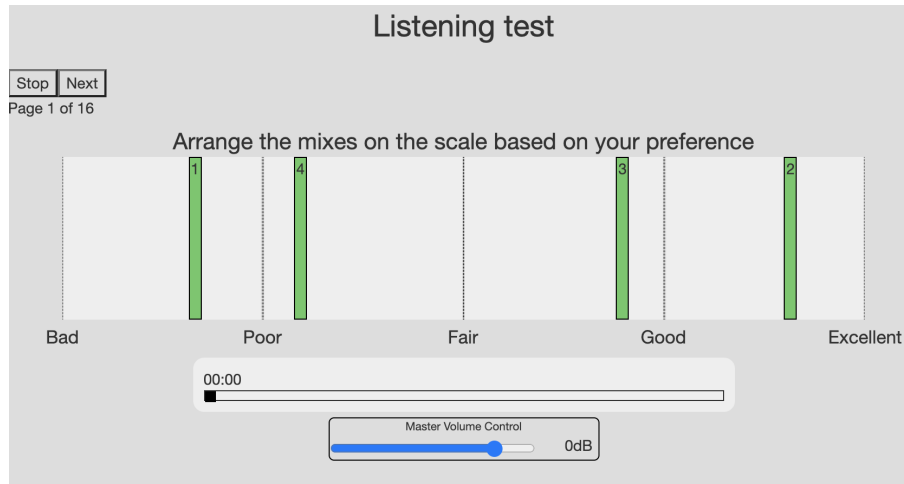 Listening test
Stop Next
Page 1 of 16
Arrange the mixes on the scale based on your preference
1 4 3 2
Bad Poor Fair Good Excellent
00:00
Master Volume Control
0dB